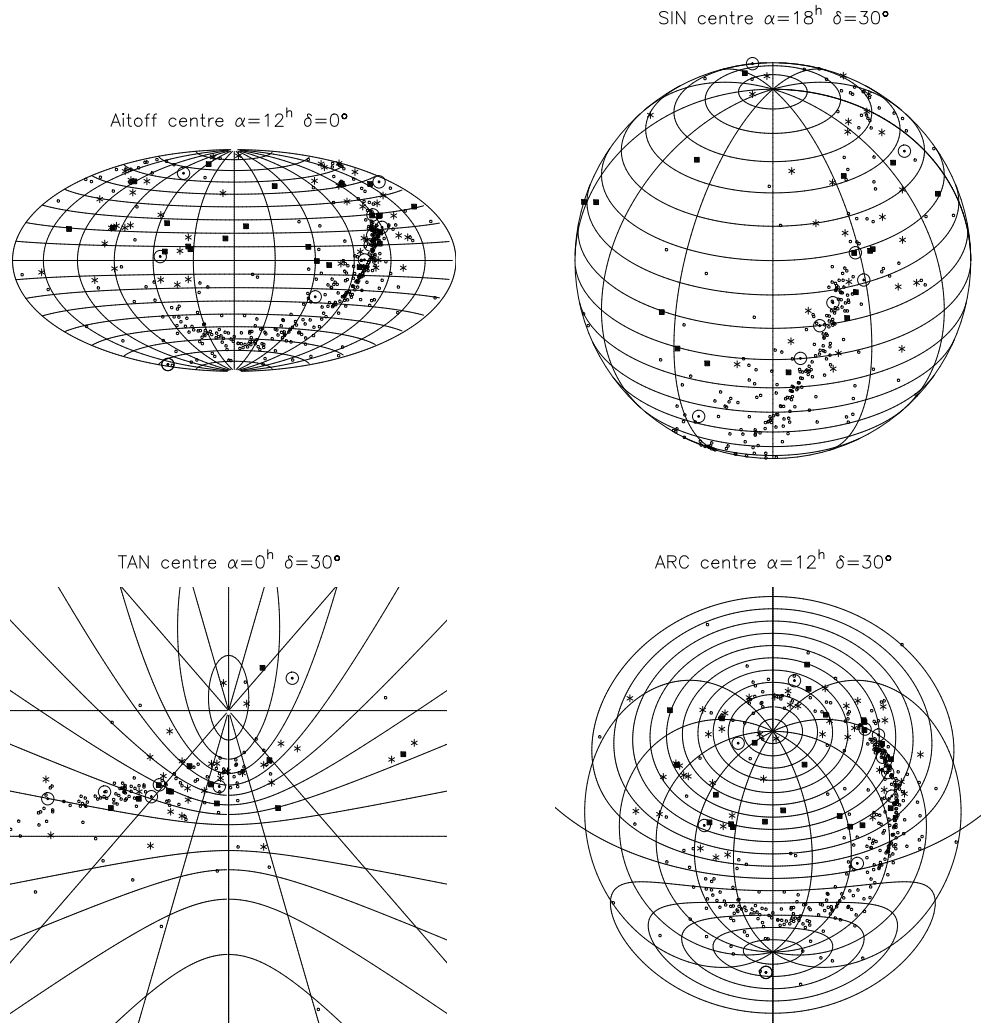 SIN centre α=18ʰ δ=30°
Aitoff centre α=12ʰ δ=0°
TAN centre α=0ʰ δ=30°
ARC centre α=12ʰ δ=30°